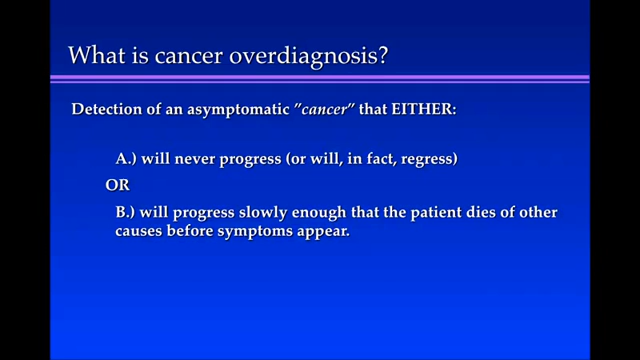 What is cancer overdiagnosis?
Detection of an asymptomatic "cancer" that EITHER:
A.) will never progress (or will, in fact, regress)
OR
B.) will progress slowly enough that the patient dies of other
causes before symptoms appear.